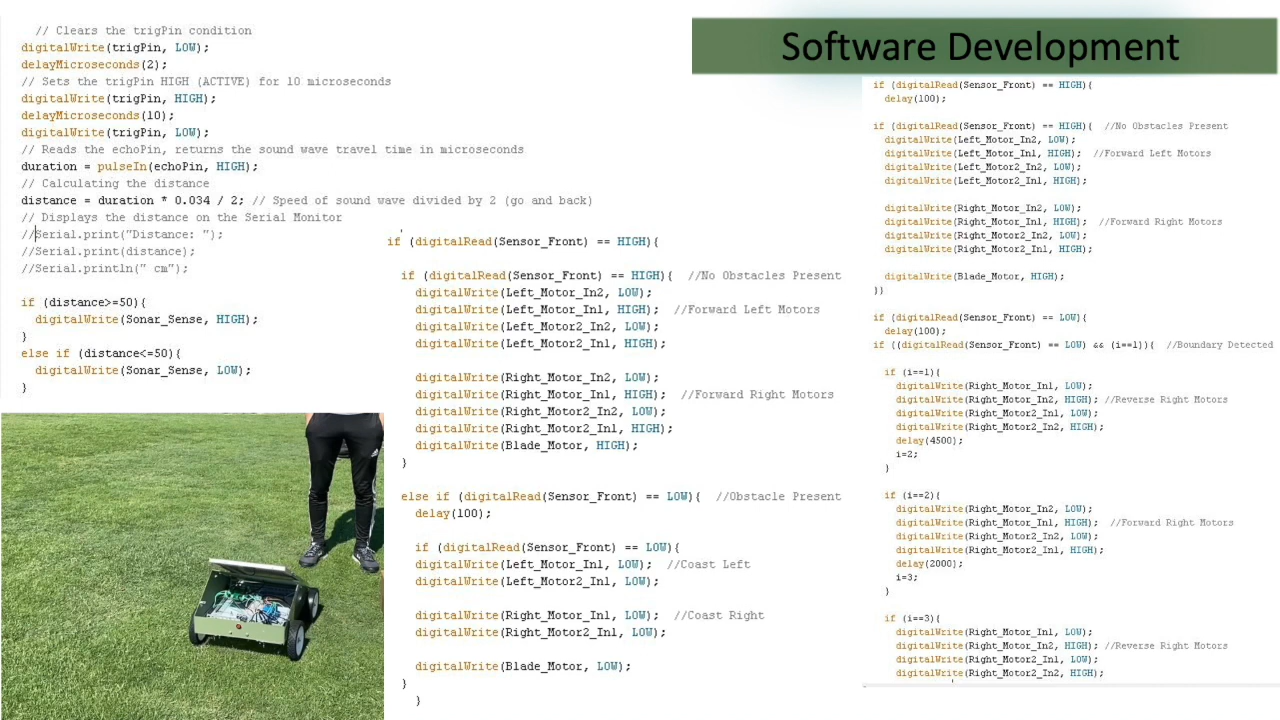 Software Development
// Clears the trigPin condition
digitalWrite(trigPin, LOW);
delayMicroseconds(2);
// Sets the trigPin HIGH (ACTIVE) for 10 microseconds
digitalWrite(trigPin, HIGH);
delayMicroseconds(10);
digitalWrite(trigPin, LOW);
// Reads the echoPin, returns the sound wave travel time in microseconds
duration = pulseIn(echoPin, HIGH);
// Calculating the distance
distance = duration * 0.034 / 2; // Speed of sound wave divided by 2 (go and back)
// Displays the distance on the Serial Monitor
//Serial.print("Distance: ");
//Serial.print(distance);
//Serial.println(" cm");
if (distance>=50){
digitalWrite(Sonar_Sense, HIGH);
}
else if (distance<=50){
digitalWrite(Sonar_Sense, LOW);
}
if (digitalRead(Sensor_Front) == HIGH){
if (digitalRead(Sensor_Front) == HIGH){ //No Obstacles Present
digitalWrite(Left_Motor_In2, LOW);
digitalWrite(Left_Motor_In1, HIGH); //Forward Left Motors
digitalWrite(Left_Motor2_In2, LOW);
digitalWrite(Left_Motor2_In1, HIGH);
digitalWrite(Right_Motor_In2, LOW);
digitalWrite(Right_Motor_In1, HIGH); //Forward Right Motors
digitalWrite(Right_Motor2_In2, LOW);
digitalWrite(Right_Motor2_In1, HIGH);
digitalWrite(Blade_Motor, HIGH);
}
else if (digitalRead(Sensor_Front) == LOW){ //Obstacle Present
delay(100);
if (digitalRead(Sensor_Front) == LOW){
digitalWrite(Left_Motor_In1, LOW); //Coast Left
digitalWrite(Left_Motor2_In1, LOW);
digitalWrite(Right_Motor_In1, LOW); //Coast Right
digitalWrite(Right_Motor2_In1, LOW);
digitalWrite(Blade_Motor, LOW);
}
}
if (digitalRead(Sensor_Front) == HIGH){
delay(100);
if (digitalRead(Sensor_Front) == HIGH){ //No Obstacles Present
digitalWrite(Left_Motor_In2, LOW);
digitalWrite(Left_Motor_In1, HIGH); //Forward Left Motors
digitalWrite(Left_Motor2_In2, LOW);
digitalWrite(Left_Motor2_In1, HIGH);
digitalWrite(Right_Motor_In2, LOW);
digitalWrite(Right_Motor_In1, HIGH); //Forward Right Motors
digitalWrite(Right_Motor2_In2, LOW);
digitalWrite(Right_Motor2_In1, HIGH);
digitalWrite(Blade_Motor, HIGH);
}}
if (digitalRead(Sensor_Front) == LOW){
delay(100);
if ((digitalRead(Sensor_Front) == LOW) && (i==1)){ //Boundary Detected
if (i==1){
digitalWrite(Right_Motor_In1, LOW);
digitalWrite(Right_Motor_In2, HIGH); //Reverse Right Motors
digitalWrite(Right_Motor2_In1, LOW);
digitalWrite(Right_Motor2_In2, HIGH);
delay(4500);
i=2;
}
if (i==2){
digitalWrite(Right_Motor_In2, LOW);
digitalWrite(Right_Motor_In1, HIGH); //Forward Right Motors
digitalWrite(Right_Motor2_In2, LOW);
digitalWrite(Right_Motor2_In1, HIGH);
delay(2000);
i=3;
}
if (i==3){
digitalWrite(Right_Motor_In1, LOW);
digitalWrite(Right_Motor_In2, HIGH); //Reverse Right Motors
digitalWrite(Right_Motor2_In1, LOW);
digitalWrite(Right_Motor2_In2, HIGH);